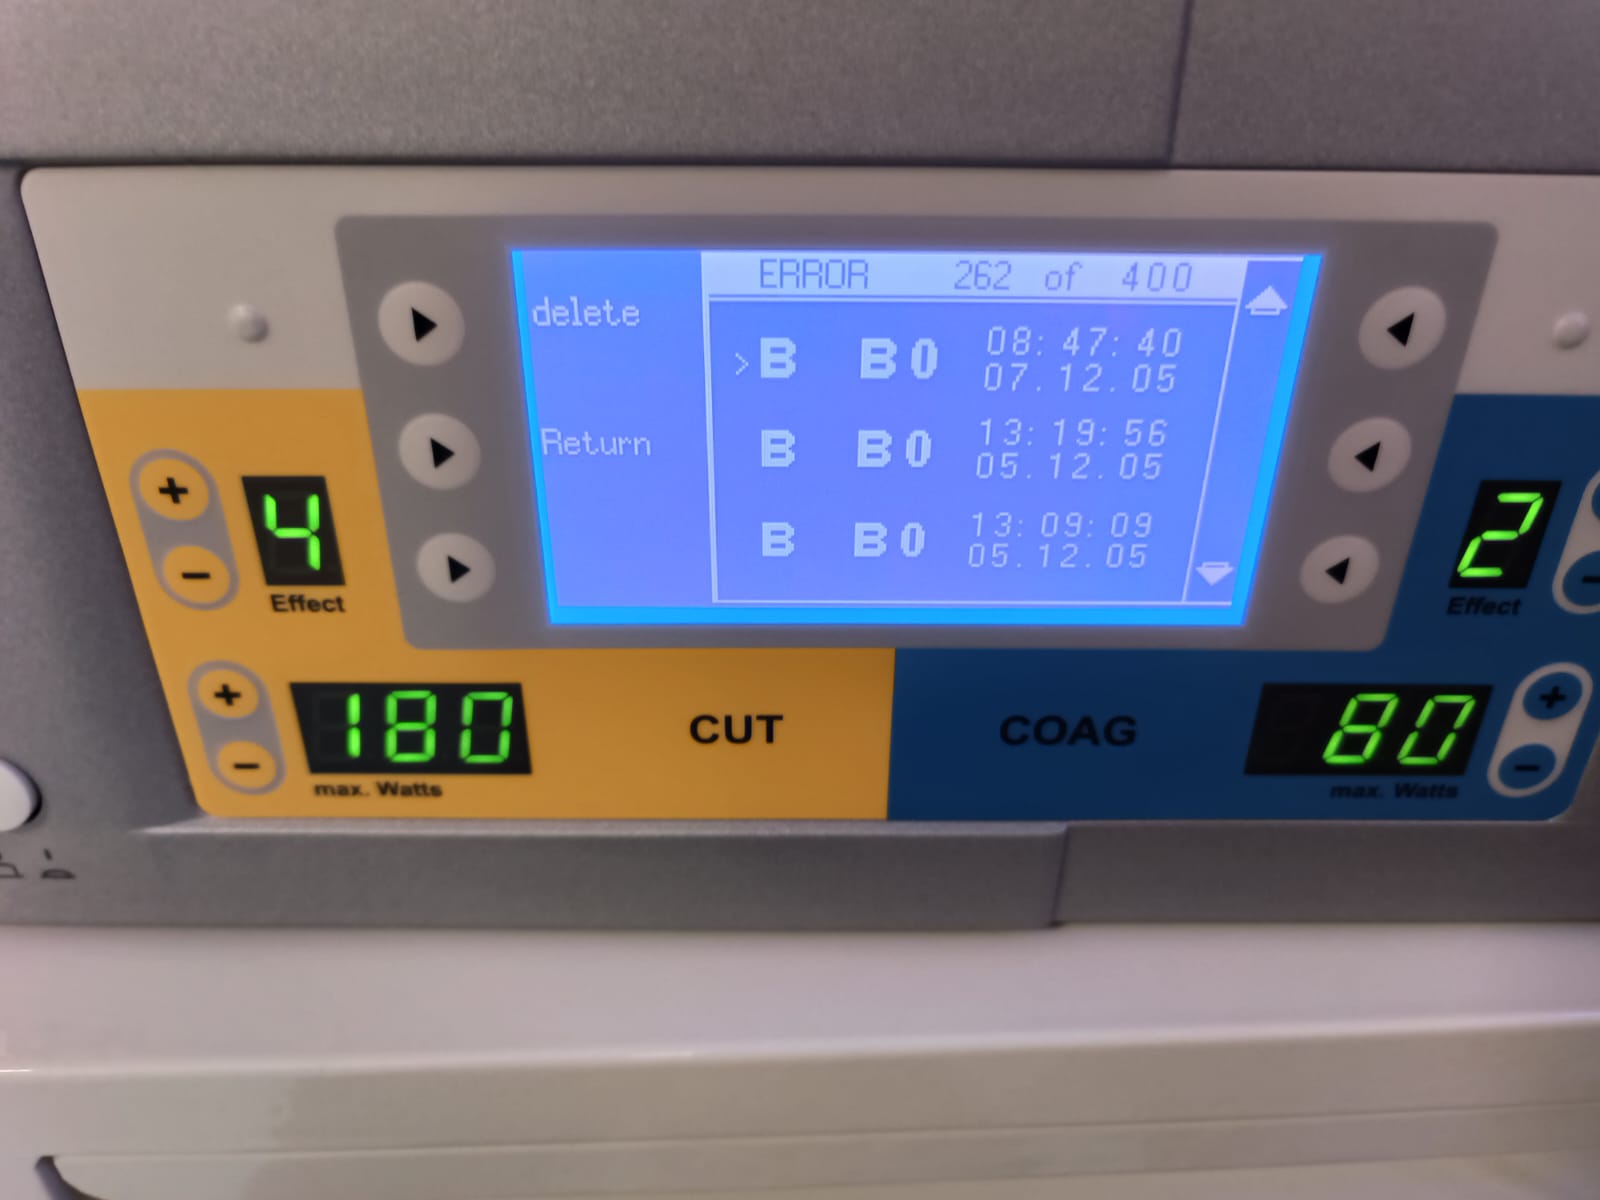 ERROR 262 of 400
delete
>B B0 08:47:40
07.12.05
Return
B B0 13:19:56
05.12.05
B B0 13:09:09
05.12.05
+
-
4
Effect
2
Effect
-
+
-
180
max. Watts
CUT
COAG
80
max. Watts
+
-